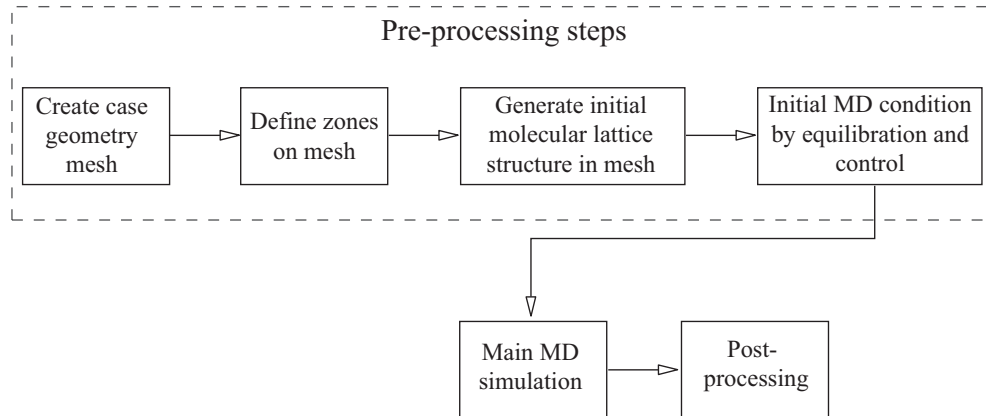 Pre-processing steps
Create case
geometry
mesh
Define zones
on mesh
Generate initial
molecular lattice
structure in mesh
Initial MD condition
by equilibration and
control
Main MD
simulation
Post-
processing